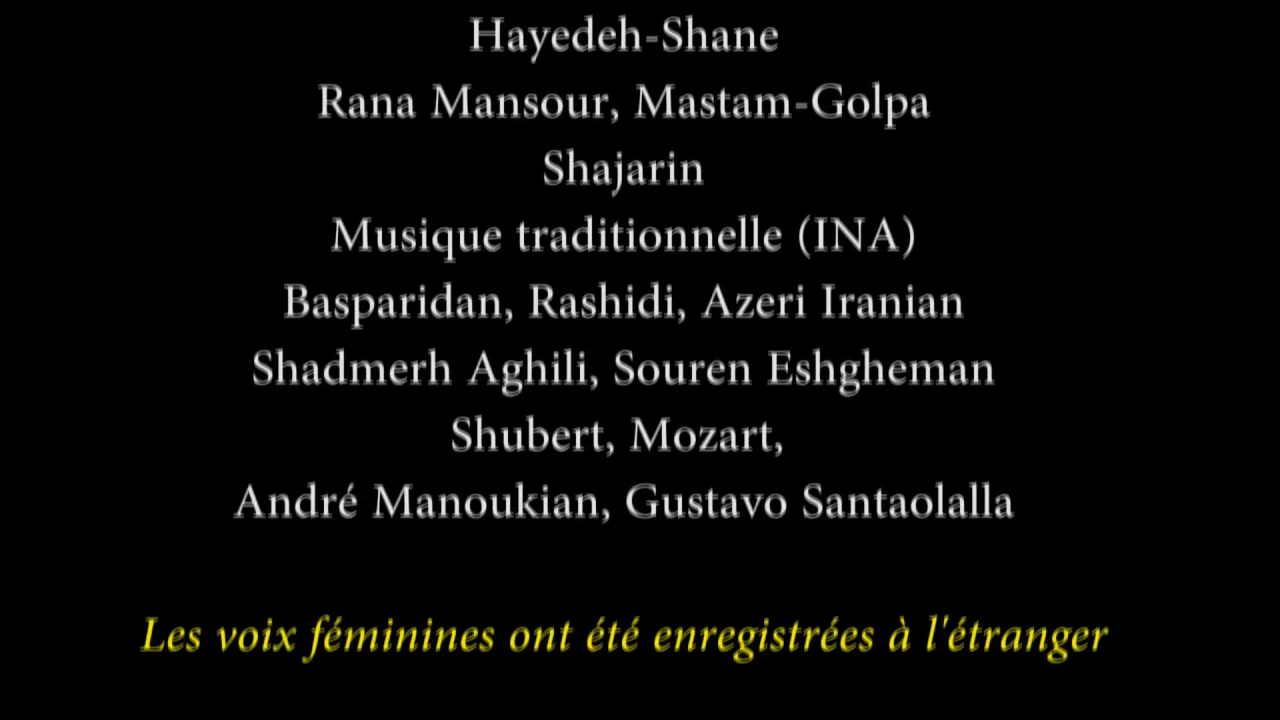 Hayedeh-Shane
Rana Mansour, Mastam-Golpa
Shajarin
Musique traditionnelle (INA)
Basparidan, Rashidi, Azeri Iranian
Shadmerh Aghili, Souren Eshgheman
Shubert, Mozart,
André Manoukian, Gustavo Santaolalla
Les voix féminines ont été enregistrées à l'étranger